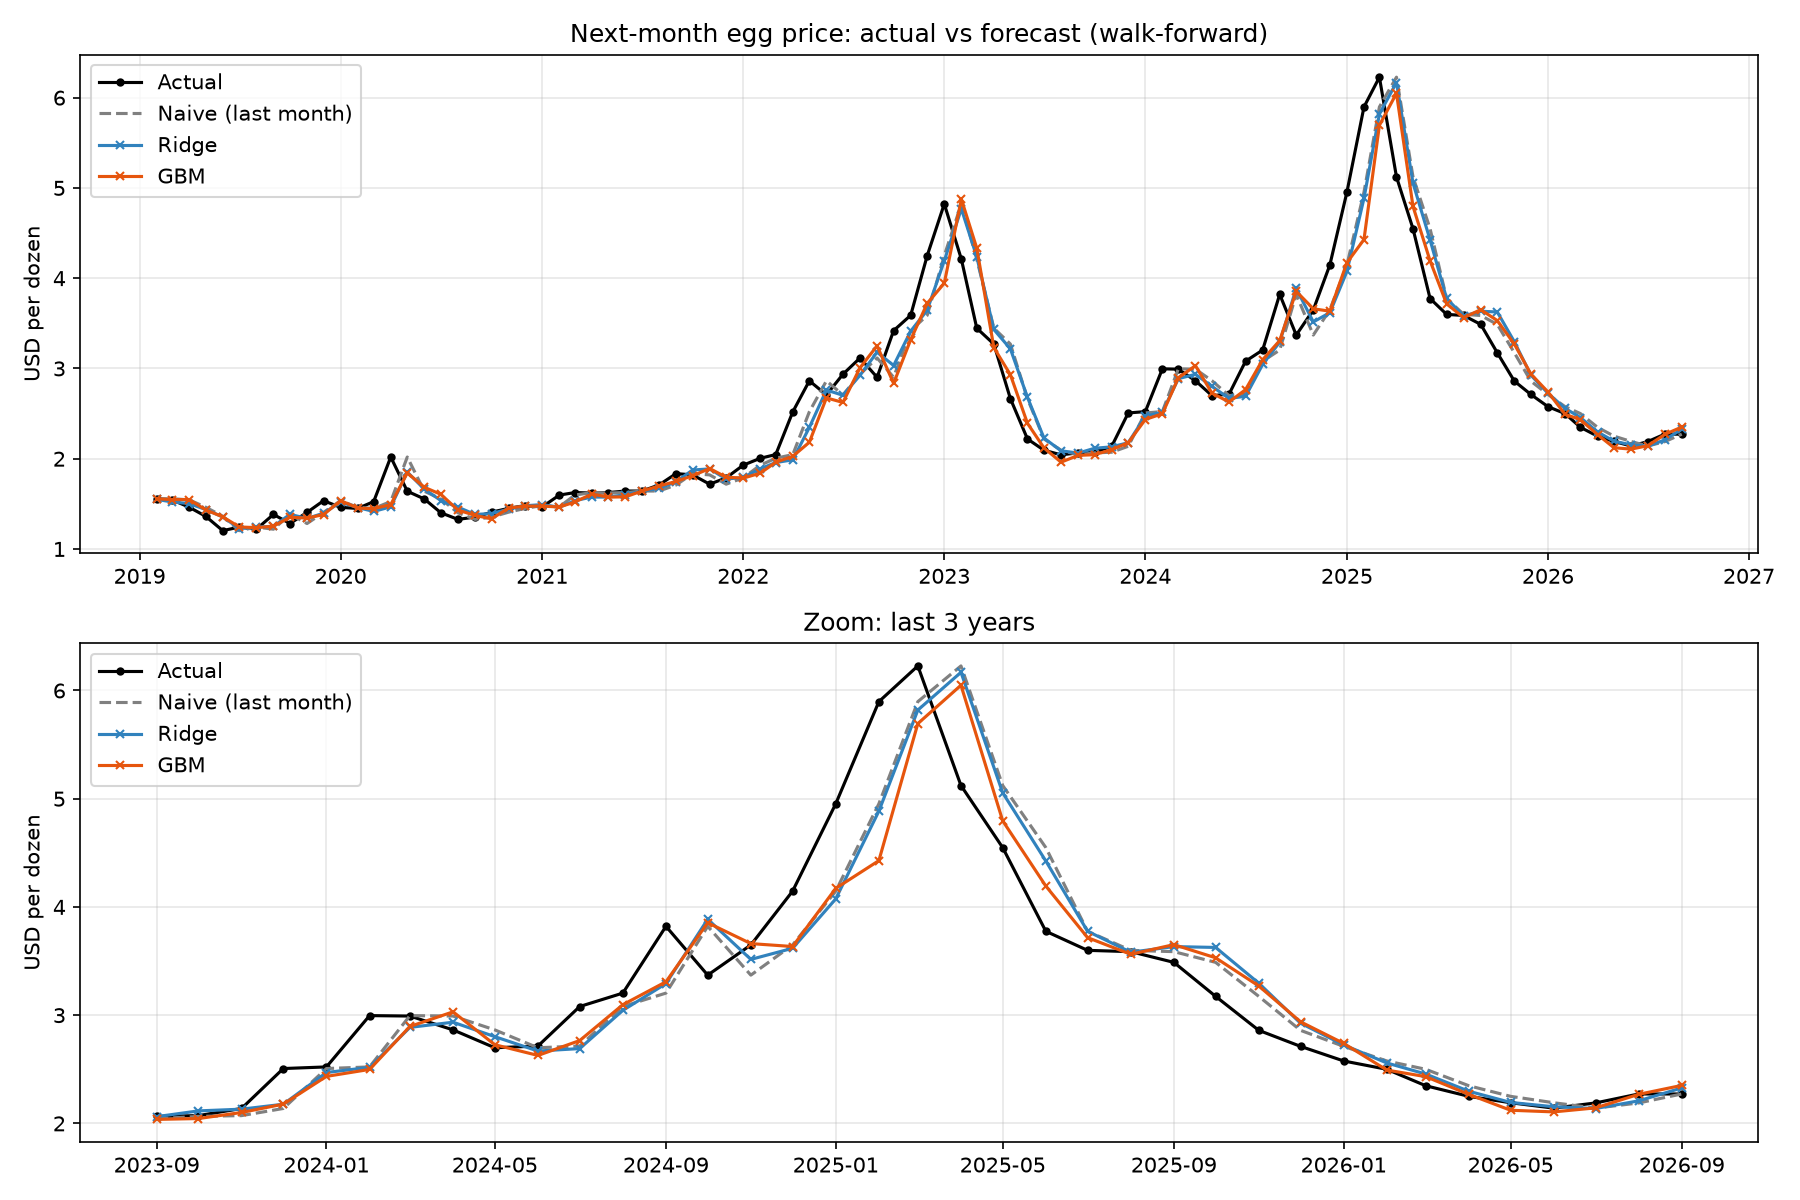 Next-month egg price: actual vs forecast (walk-forward)
Actual
Naive (last month)
Ridge
GBM
USD per dozen
6
5
4
3
2
1
2019 2020 2021 2022 2023 2024 2025 2026 2027
Zoom: last 3 years
Actual
Naive (last month)
Ridge
GBM
USD per dozen
6
5
4
3
2
2023-09 2024-01 2024-05 2024-09 2025-01 2025-05 2025-09 2026-01 2026-05 2026-09